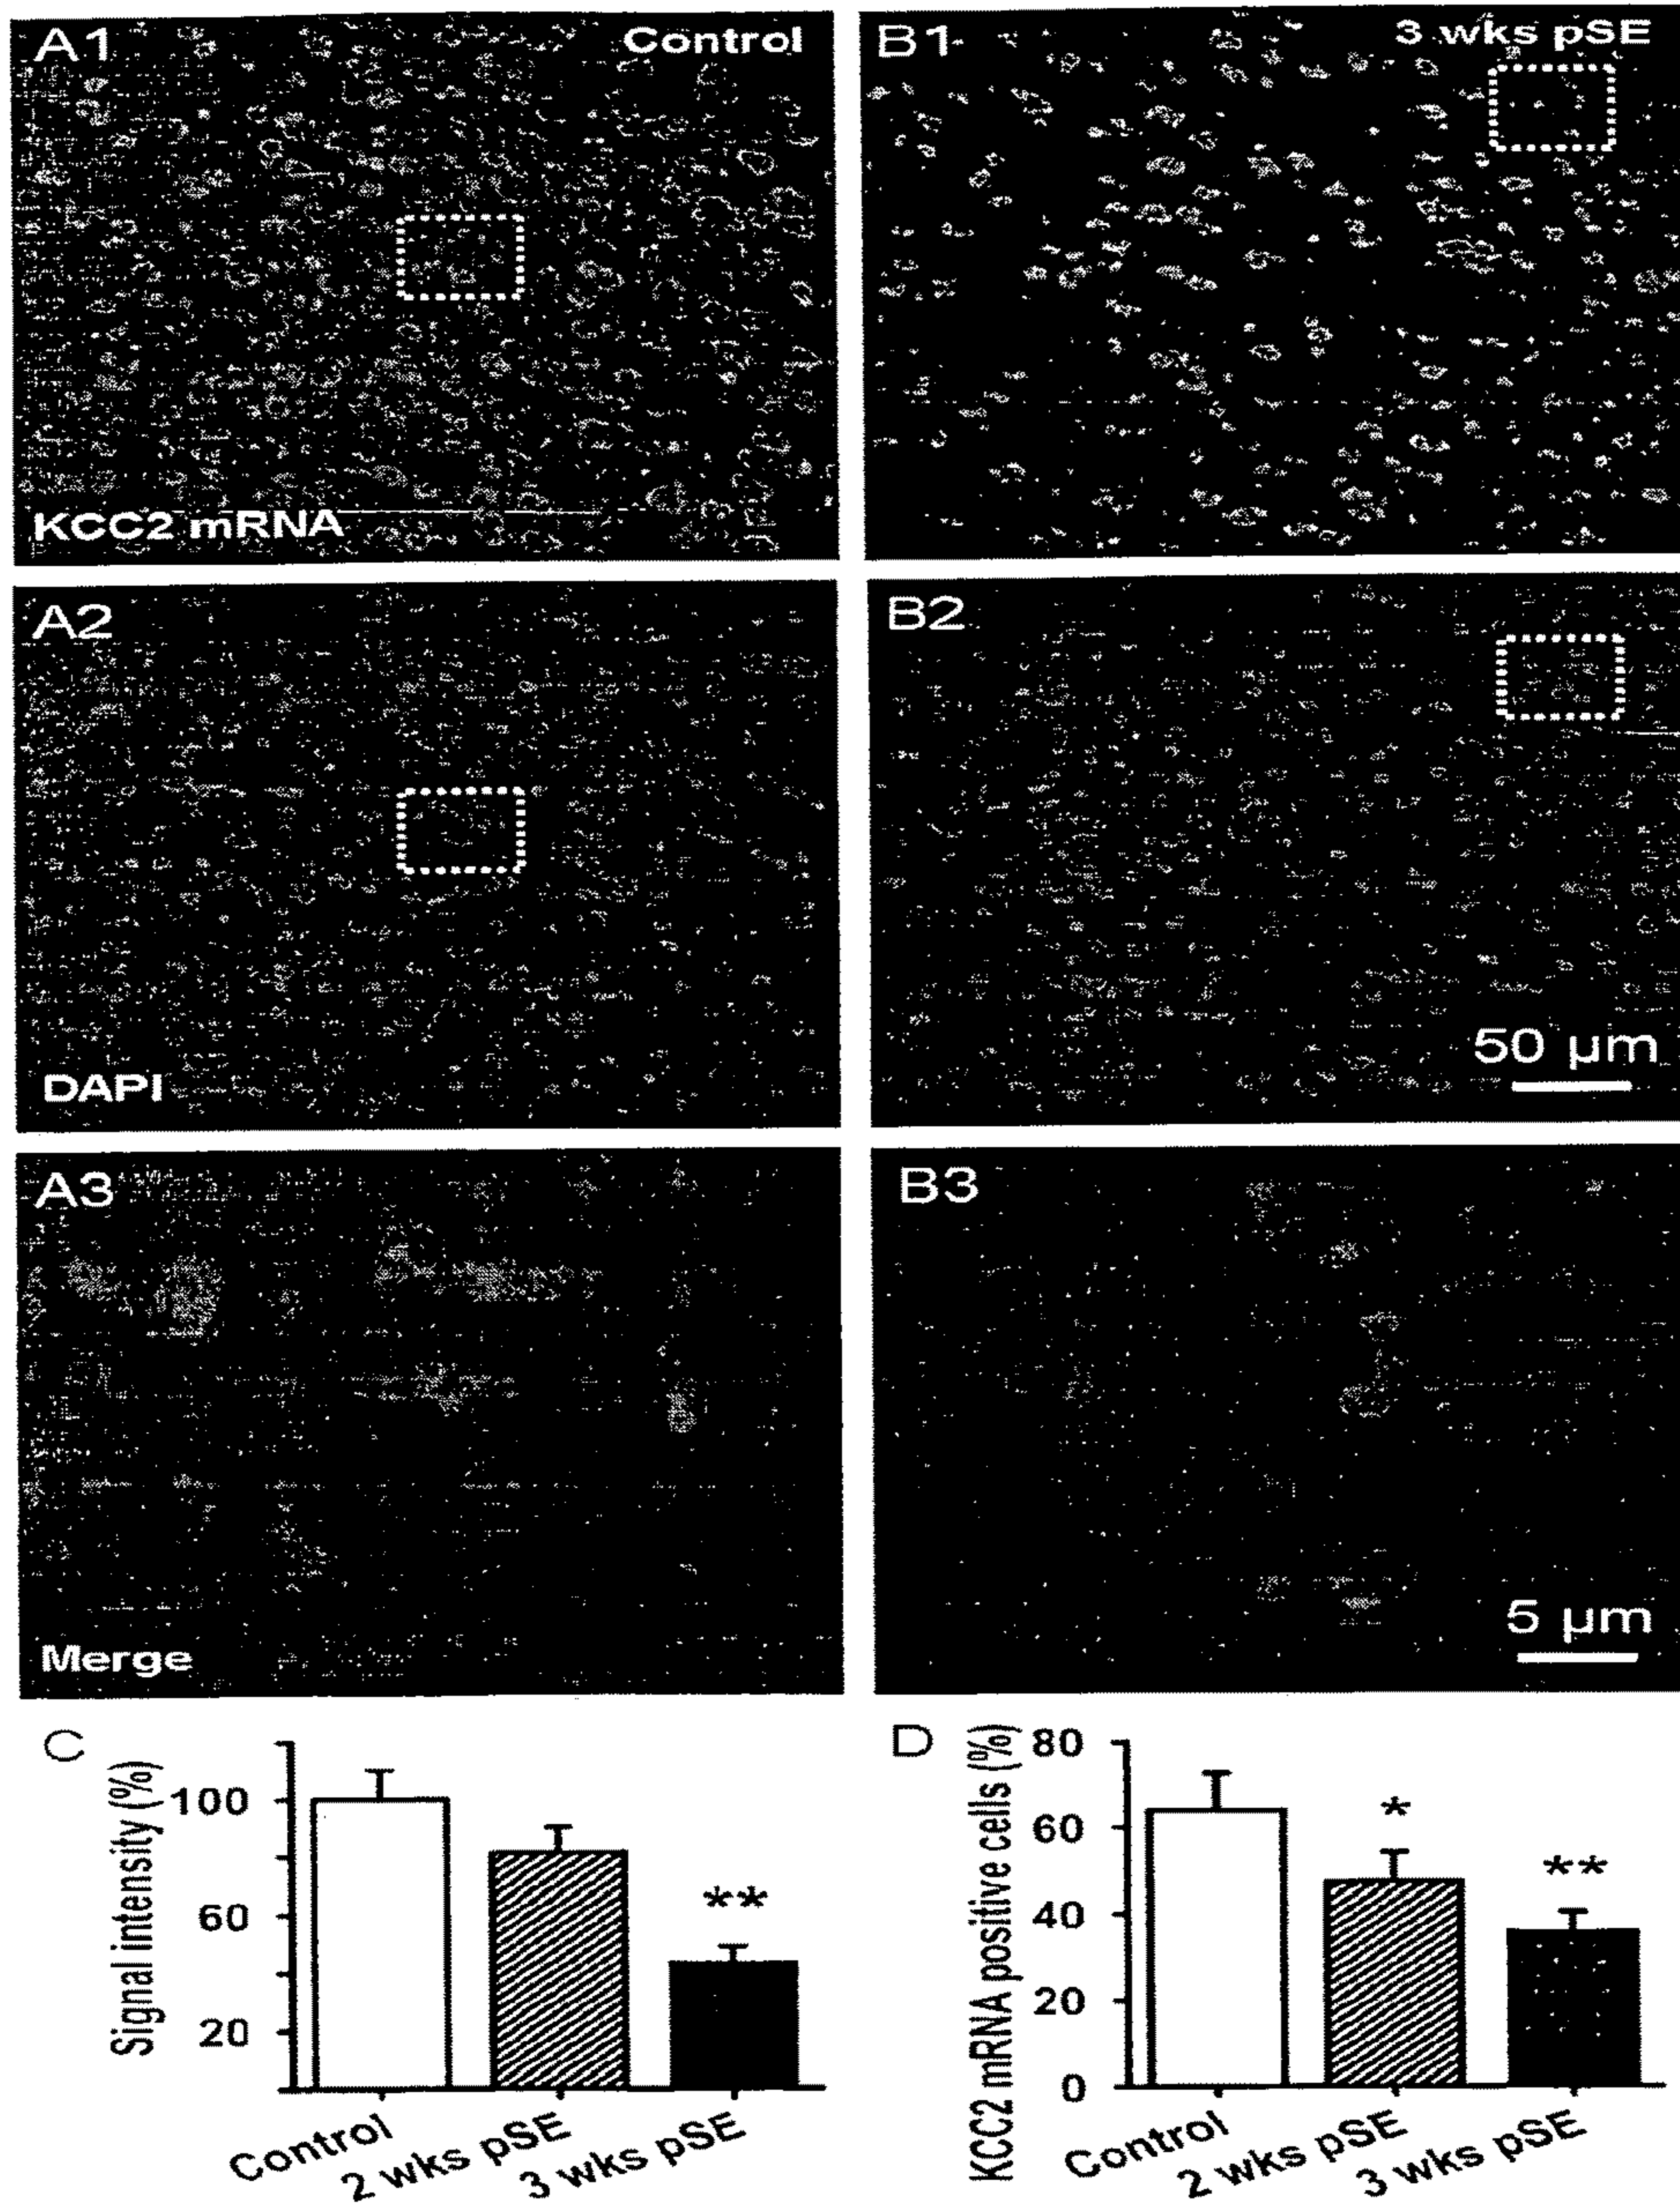 A1 Control
KCC2 mRNA
B1 3 wks pSE
A2
DAPI
B2
50 µm
A3
Merge
B3
5 µm
C
Signal intensity (%)
100
60
20
**
Control
2 wks pSE
3 wks pSE
D
KCC2 mRNA positive cells (%)
80
60
40
20
0
*
**
Control
2 wks pSE
3 wks pSE